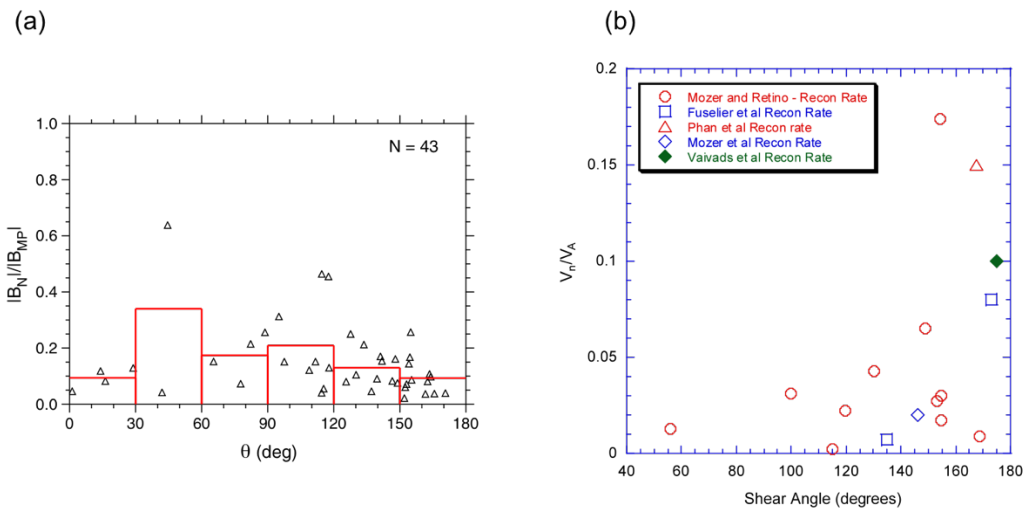 (a)
(b)
N = 43
|B_N|/|B_MP|
1.0
0.8
0.6
0.4
0.2
0.0
0
30
60
90
120
150
180
θ (deg)
Mozer and Retino - Recon Rate
Fuselier et al Recon Rate
Phan et al Recon rate
Mozer et al Recon Rate
Vaivads et al Recon Rate
V_n/V_A
0.2
0.15
0.1
0.05
0
40
60
80
100
120
140
160
180
Shear Angle (degrees)